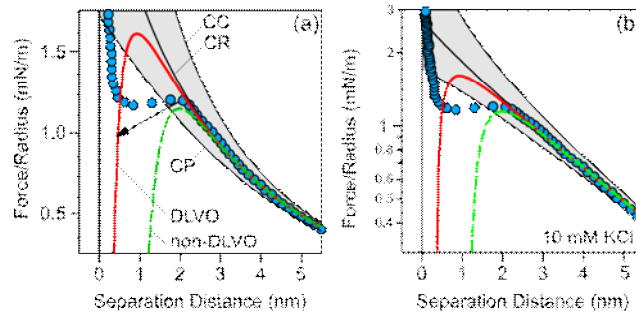 (a)
CC
CR
1.5
1.0
0.5
CP
DLVO
non-DLVO
Force/Radius (mN/m)
0 1 2 3 4 5
Separation Distance (nm)
(b)
3
2
1
0.8
0.6
0.4
10 mM KCl
Force/Radius (mN/m)
0 1 2 3 4 5
Separation Distance (nm)